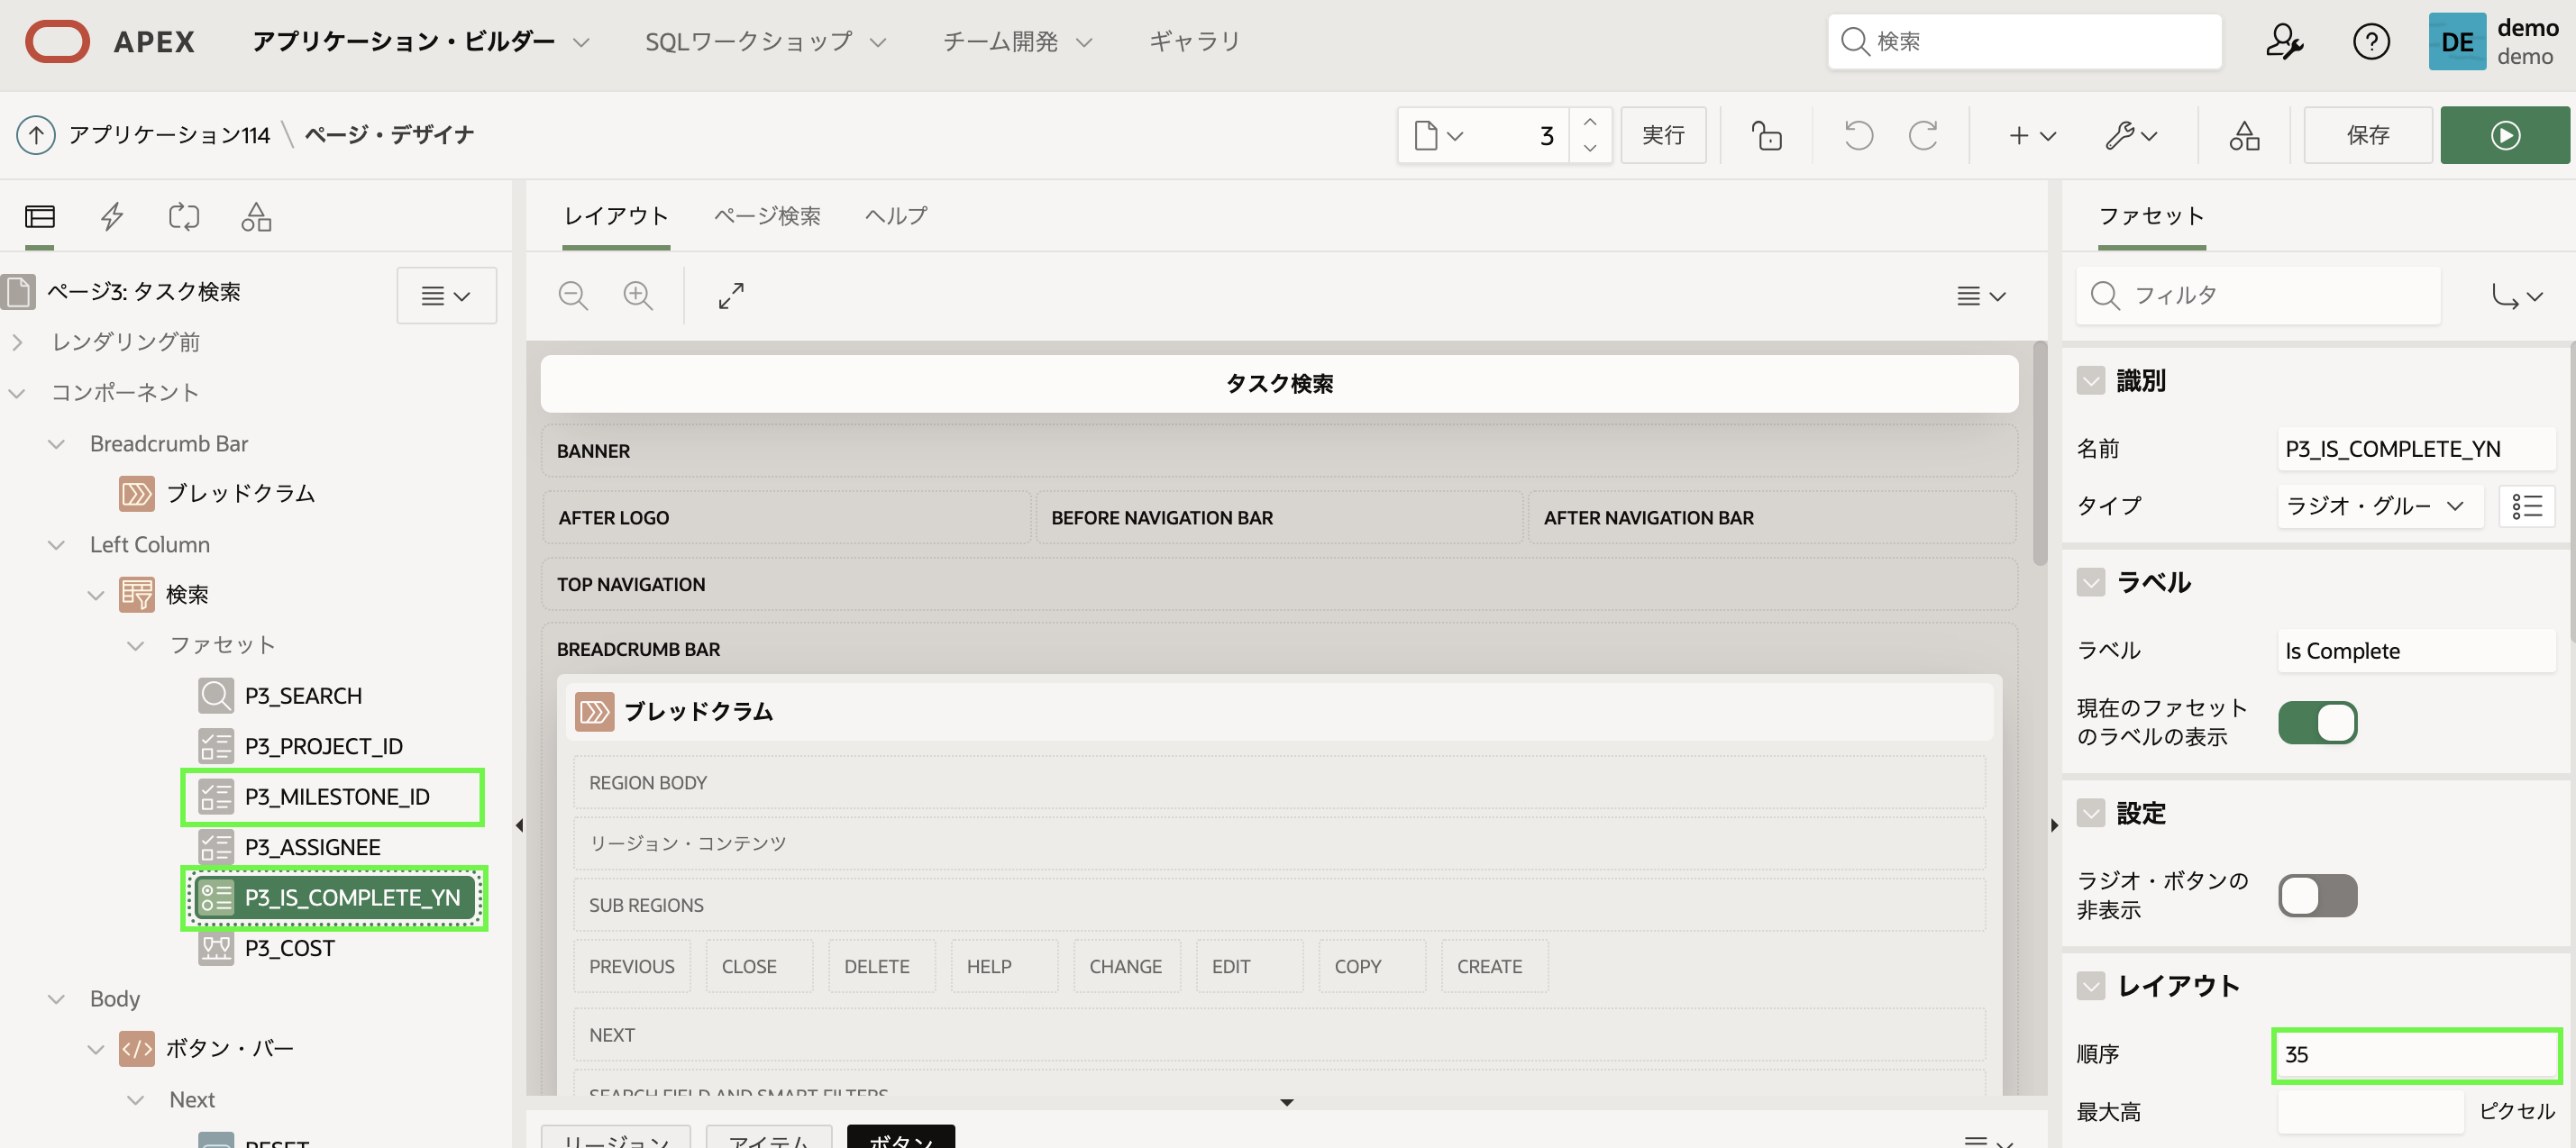 APEX
アプリケーション・ビルダー
SQLワークショップ
チーム開発
ギャラリ
検索
DE
demo
demo
アプリケーション114 \ ページ・デザイナ
3
実行
保存
レイアウト
ページ検索
ヘルプ
ファセット
ページ3: タスク検索
レンダリング前
コンポーネント
Breadcrumb Bar
ブレッドクラム
Left Column
検索
ファセット
P3_SEARCH
P3_PROJECT_ID
P3_MILESTONE_ID
P3_ASSIGNEE
P3_IS_COMPLETE_YN
P3_COST
Body
ボタン・バー
Next
RESET
タスク検索
BANNER
AFTER LOGO
BEFORE NAVIGATION BAR
AFTER NAVIGATION BAR
TOP NAVIGATION
BREADCRUMB BAR
ブレッドクラム
REGION BODY
リージョン・コンテンツ
SUB REGIONS
PREVIOUS
CLOSE
DELETE
HELP
CHANGE
EDIT
COPY
CREATE
NEXT
SEARCH FIELD AND SMART FILTERS
リージョン
アイテム
ボタン
フィルタ
識別
名前
P3_IS_COMPLETE_YN
タイプ
ラジオ・グルー
ラベル
ラベル
Is Complete
現在のファセット
のラベルの表示
設定
ラジオ・ボタンの
非表示
レイアウト
順序
35
最大高
ピクセル